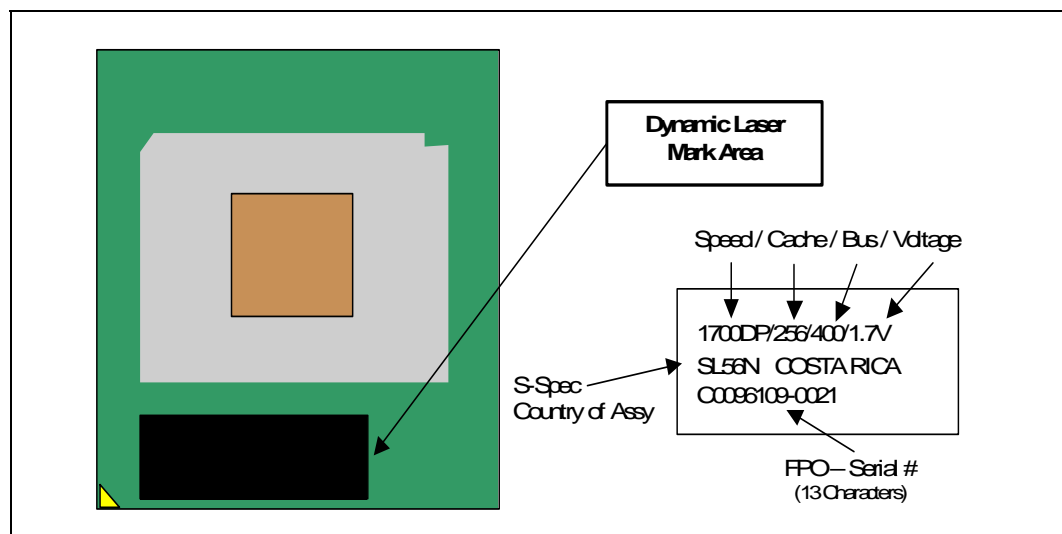 Dynamic Laser
Mark Area
Speed / Cache / Bus / Voltage
1700DP/256/400/1.7V
SL56N COSTA RICA
C0096109-0021
S-Spec
Country of Assy
FPO – Serial #
(13 Characters)